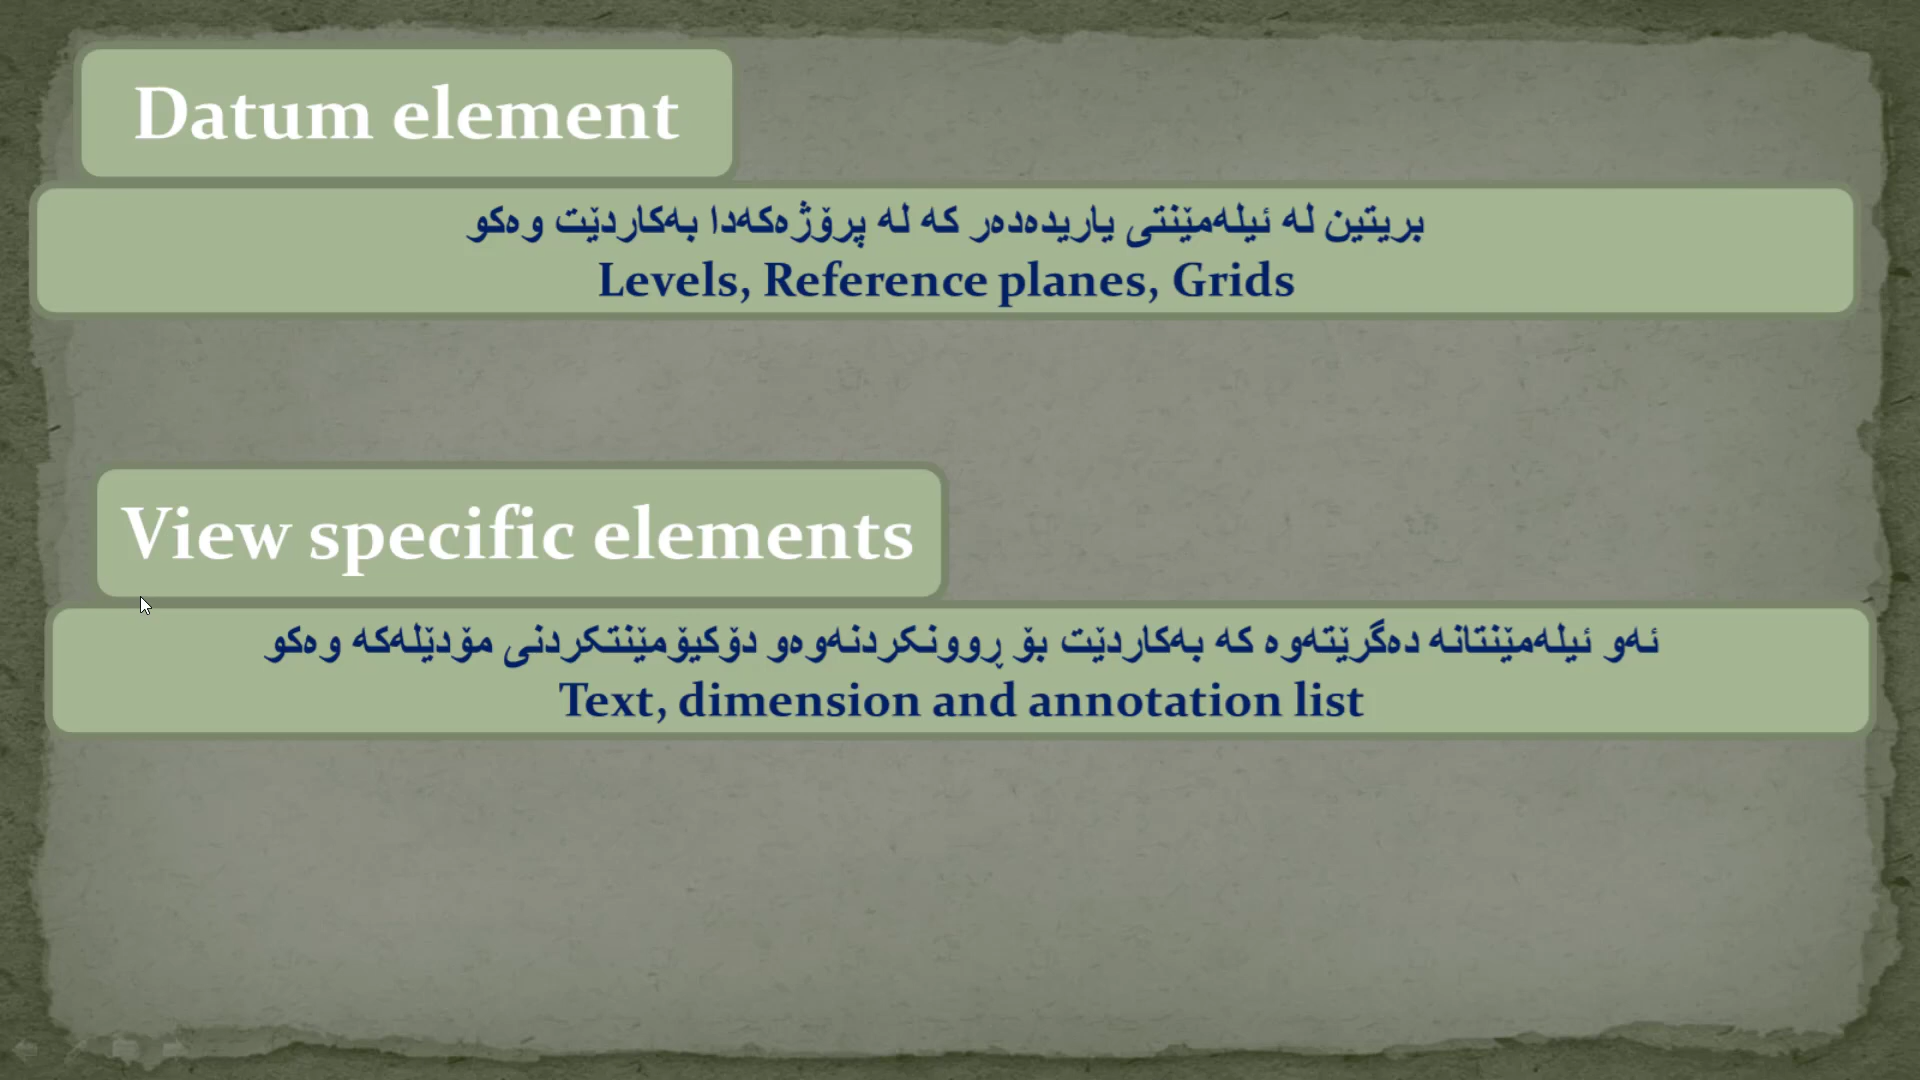 Datum element
بریتین لە ئیلەمێنتی یاریدەدەر کە لە پرۆژەکەدا بەکاردێت وەکو
Levels, Reference planes, Grids
View specific elements
ئەو ئیلەمێنتانە دەگرێتەوە کە بەکاردێت بۆ ڕوونکردنەوەو دۆکیۆمێنتکردنی مۆدێلەکە وەکو
Text, dimension and annotation list